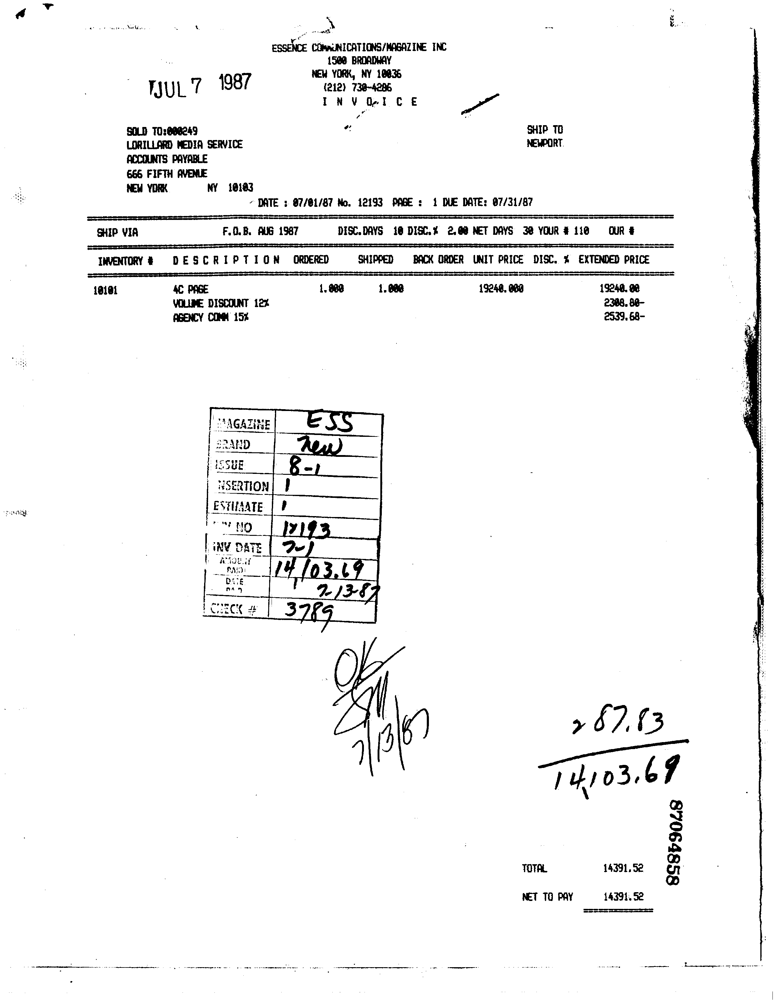 ESSENCE COMMUNICATIONS/MAGAZINE INC
1500 BROADWAY
NEW YORK, NY 10036
(212) 730-4286
I N V O I C E
JUL 7 1987
SOLD TO:000249
LORILLARD MEDIA SERVICE
ACCOUNTS PAYABLE
666 FIFTH AVENUE
NEW YORK NY 10103
SHIP TO
NEWPORT
DATE : 07/01/87 No. 12193 PAGE : 1 DUE DATE: 07/31/87
SHIP VIA F.O.B. AUG 1987 DISC.DAYS 10 DISC.% 2.00 NET DAYS 30 YOUR # 110 OUR #
INVENTORY # D E S C R I P T I O N ORDERED SHIPPED BACK ORDER UNIT PRICE DISC. % EXTENDED PRICE
10101 4C PAGE 1.000 1.000 19240.000 19240.00
VOLUME DISCOUNT 12% 2308.80-
AGENCY COMM 15% 2539.68-
MAGAZINE ESS
BRAND new
ISSUE 8-1
INSERTION 1
ESTIMATE 1
INV NO 12193
INV DATE 7-1
AMOUNT PAID 14,103.69
DATE PAID 7-13-87
CHECK # 3789
OK
7/13/87
287.83
14,103.69
87064858
TOTAL 14391.52
NET TO PAY 14391.52